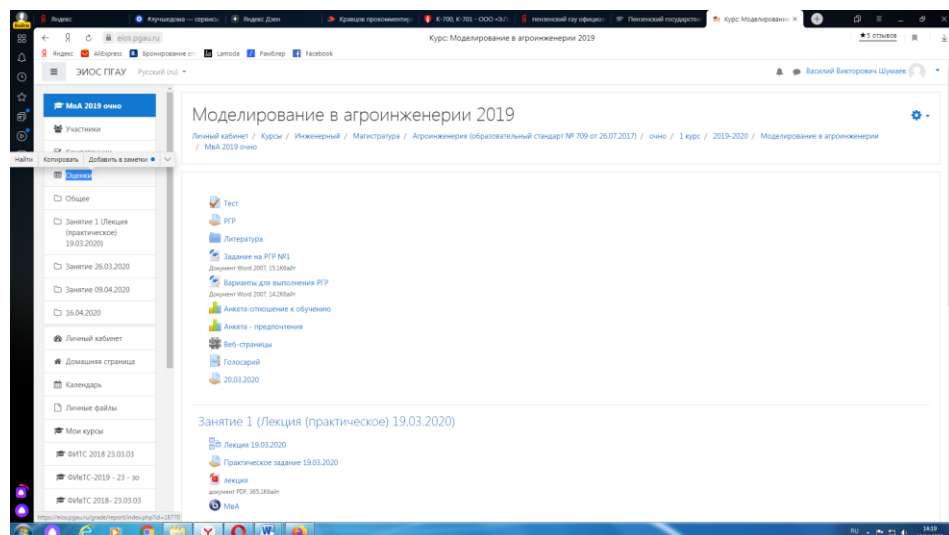 Яндекс
#лучшедома — сервисы
Яндекс Дзен
Кравцов прокомментир
К-700, К-701 - ООО «З.П
пензенский гау официал
Пензенский государстве
Курс: Моделирование
eios.pgau.ru
Курс: Моделирование в агроинженерии 2019
★5 отзывов
Яндекс
AliExpress
Бронирование от
Lamoda
Рамблер
Facebook
ЭИОС ПГАУ
Русский (ru)
Василий Викторович Шумаев
МвА 2019 очно
Участники
Найти
Копировать
Добавить в заметки
Оценки
Общее
Занятие 1 (Лекция
(практическое)
19.03.2020)
Занятие 26.03.2020
Занятие 09.04.2020
16.04.2020
Личный кабинет
Домашняя страница
Календарь
Личные файлы
Мои курсы
ФИТС 2018 23.03.03
ФИвТС-2019 - 23 - зо
ФИвТС 2018- 23.03.03
Моделирование в агроинженерии 2019
Личный кабинет / Курсы / Инженерный / Магистратура / Агроинженерия (образовательный стандарт № 709 от 26.07.2017) / очно / 1 курс / 2019-2020 / Моделирование в агроинженерии
/ МвА 2019 очно
Тест
РГР
Литература
Задание на РГР №1
Документ Word 2007, 15.1Кбайт
Варианты для выполнения РГР
Документ Word 2007, 14.2Кбайт
Анкета-отношение к обучению
Анкета - предпочтения
Веб-страницы
Голосарий
20.03.2020
Занятие 1 (Лекция (практическое) 19.03.2020)
Лекция 19.03.2020
Практическое задание 19.03.2020
лекция
документ PDF, 365.1Кбайт
МвА
https://eios.pgau.ru/grade/report/index.php?id=18770
RU
14:19